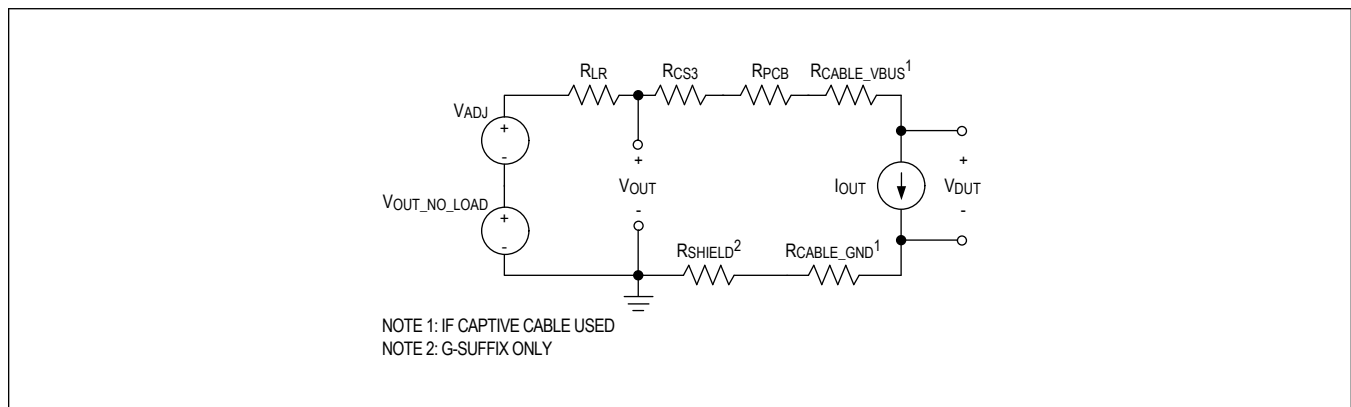 RLR RCS3 RPCB RCABLE_VBUS1
VADJ
+
-
VOUT_NO_LOAD
+
-
+
VOUT
-
IOUT
+
VDUT
-
RSHIELD2 RCABLE_GND1
NOTE 1: IF CAPTIVE CABLE USED
NOTE 2: G-SUFFIX ONLY